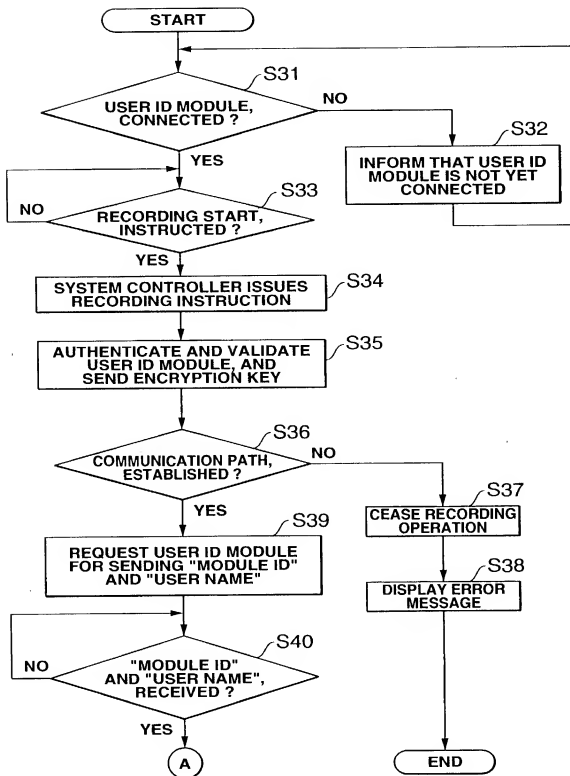 START
S31
USER ID MODULE,
CONNECTED ?
NO
YES
S32
INFORM THAT USER ID
MODULE IS NOT YET
CONNECTED
S33
NO
RECORDING START,
INSTRUCTED ?
YES
S34
SYSTEM CONTROLLER ISSUES
RECORDING INSTRUCTION
S35
AUTHENTICATE AND VALIDATE
USER ID MODULE, AND
SEND ENCRYPTION KEY
S36
COMMUNICATION PATH,
ESTABLISHED ?
NO
YES
S37
CEASE RECORDING
OPERATION
S38
DISPLAY ERROR
MESSAGE
S39
REQUEST USER ID MODULE
FOR SENDING "MODULE ID"
AND "USER NAME"
S40
NO
"MODULE ID"
AND "USER NAME",
RECEIVED ?
YES
A
END